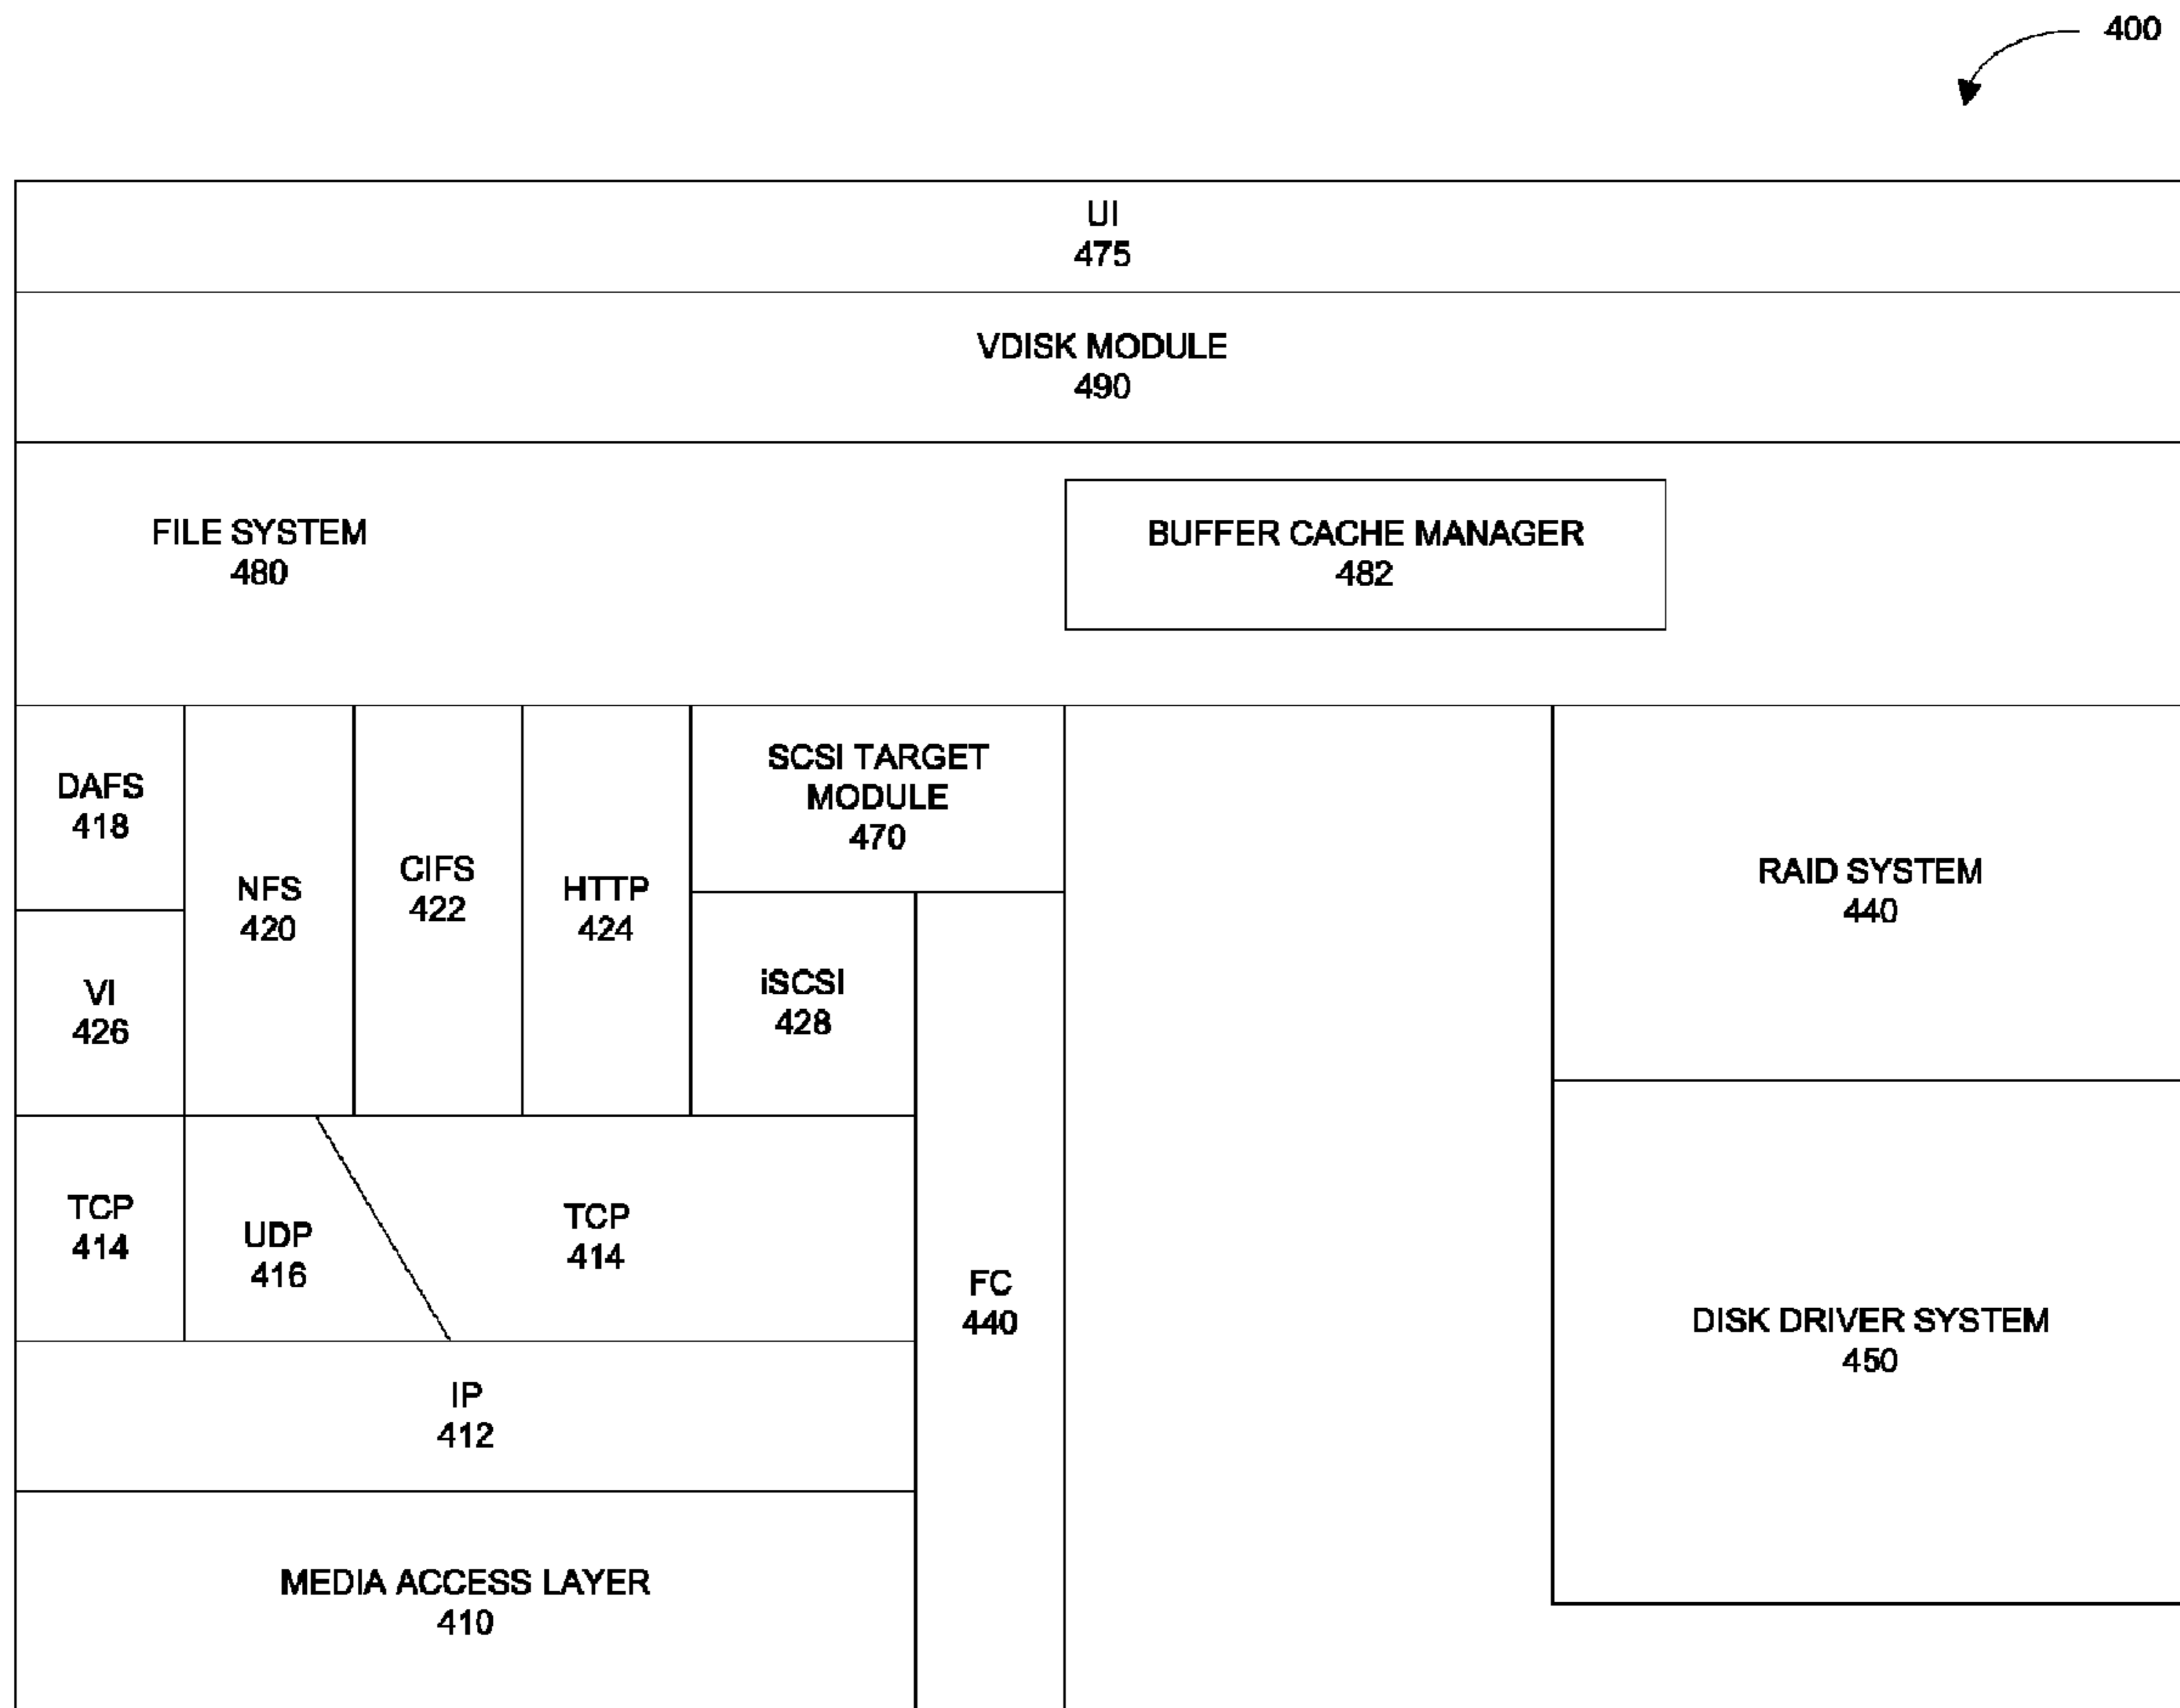 400
UI
475
VDISK MODULE
490
FILE SYSTEM
480
BUFFER CACHE MANAGER
482
DAFS
418
NFS
420
CIFS
422
HTTP
424
SCSI TARGET
MODULE
470
VI
426
iSCSI
428
RAID SYSTEM
440
TCP
414
UDP
416
TCP
414
FC
440
DISK DRIVER SYSTEM
450
IP
412
MEDIA ACCESS LAYER
410